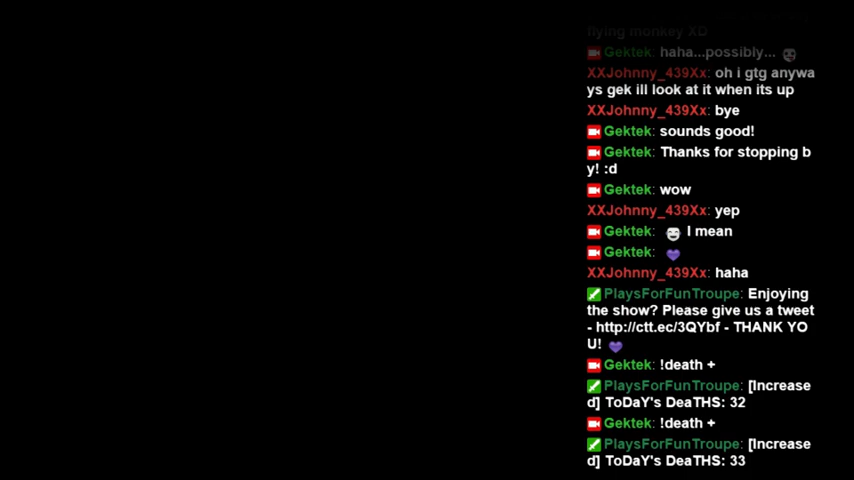 flying monkey XD
Gektek: haha...possibly...
XXJohnny_439Xx: oh i gtg anywa
ys gek ill look at it when its up
XXJohnny_439Xx: bye
Gektek: sounds good!
Gektek: Thanks for stopping b
y! :d
Gektek: wow
XXJohnny_439Xx: yep
Gektek: I mean
Gektek:
XXJohnny_439Xx: haha
PlaysForFunTroupe: Enjoying
the show? Please give us a tweet
- http://ctt.ec/3QYbf - THANK YO
U!
Gektek: !death +
PlaysForFunTroupe: [Increase
d] ToDaY's DeaTHS: 32
Gektek: !death +
PlaysForFunTroupe: [Increase
d] ToDaY's DeaTHS: 33